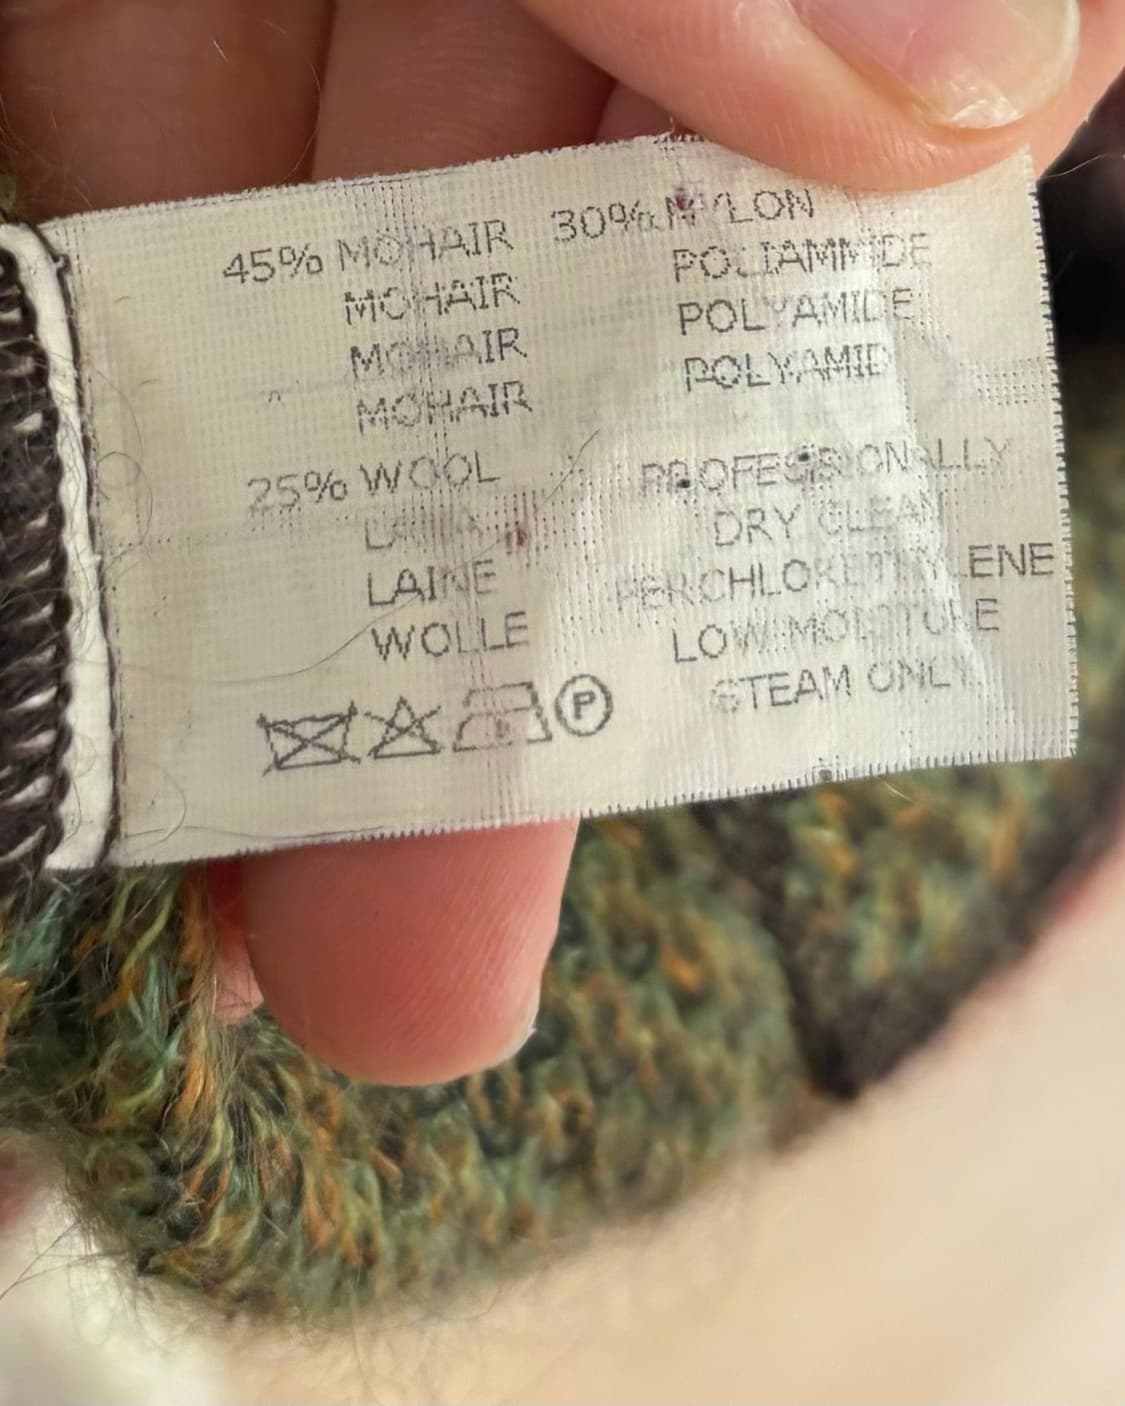 45% MOHAIR 30% NYLON
MOHAIR POLIAMMIDE
MOHAIR POLYAMIDE
MOHAIR POLYAMID
25% WOOL PROFESSIONALLY
LANA DRY CLEAN
LAINE PERCHLORETHYLENE
WOLLE LOW MOISTURE
P STEAM ONLY